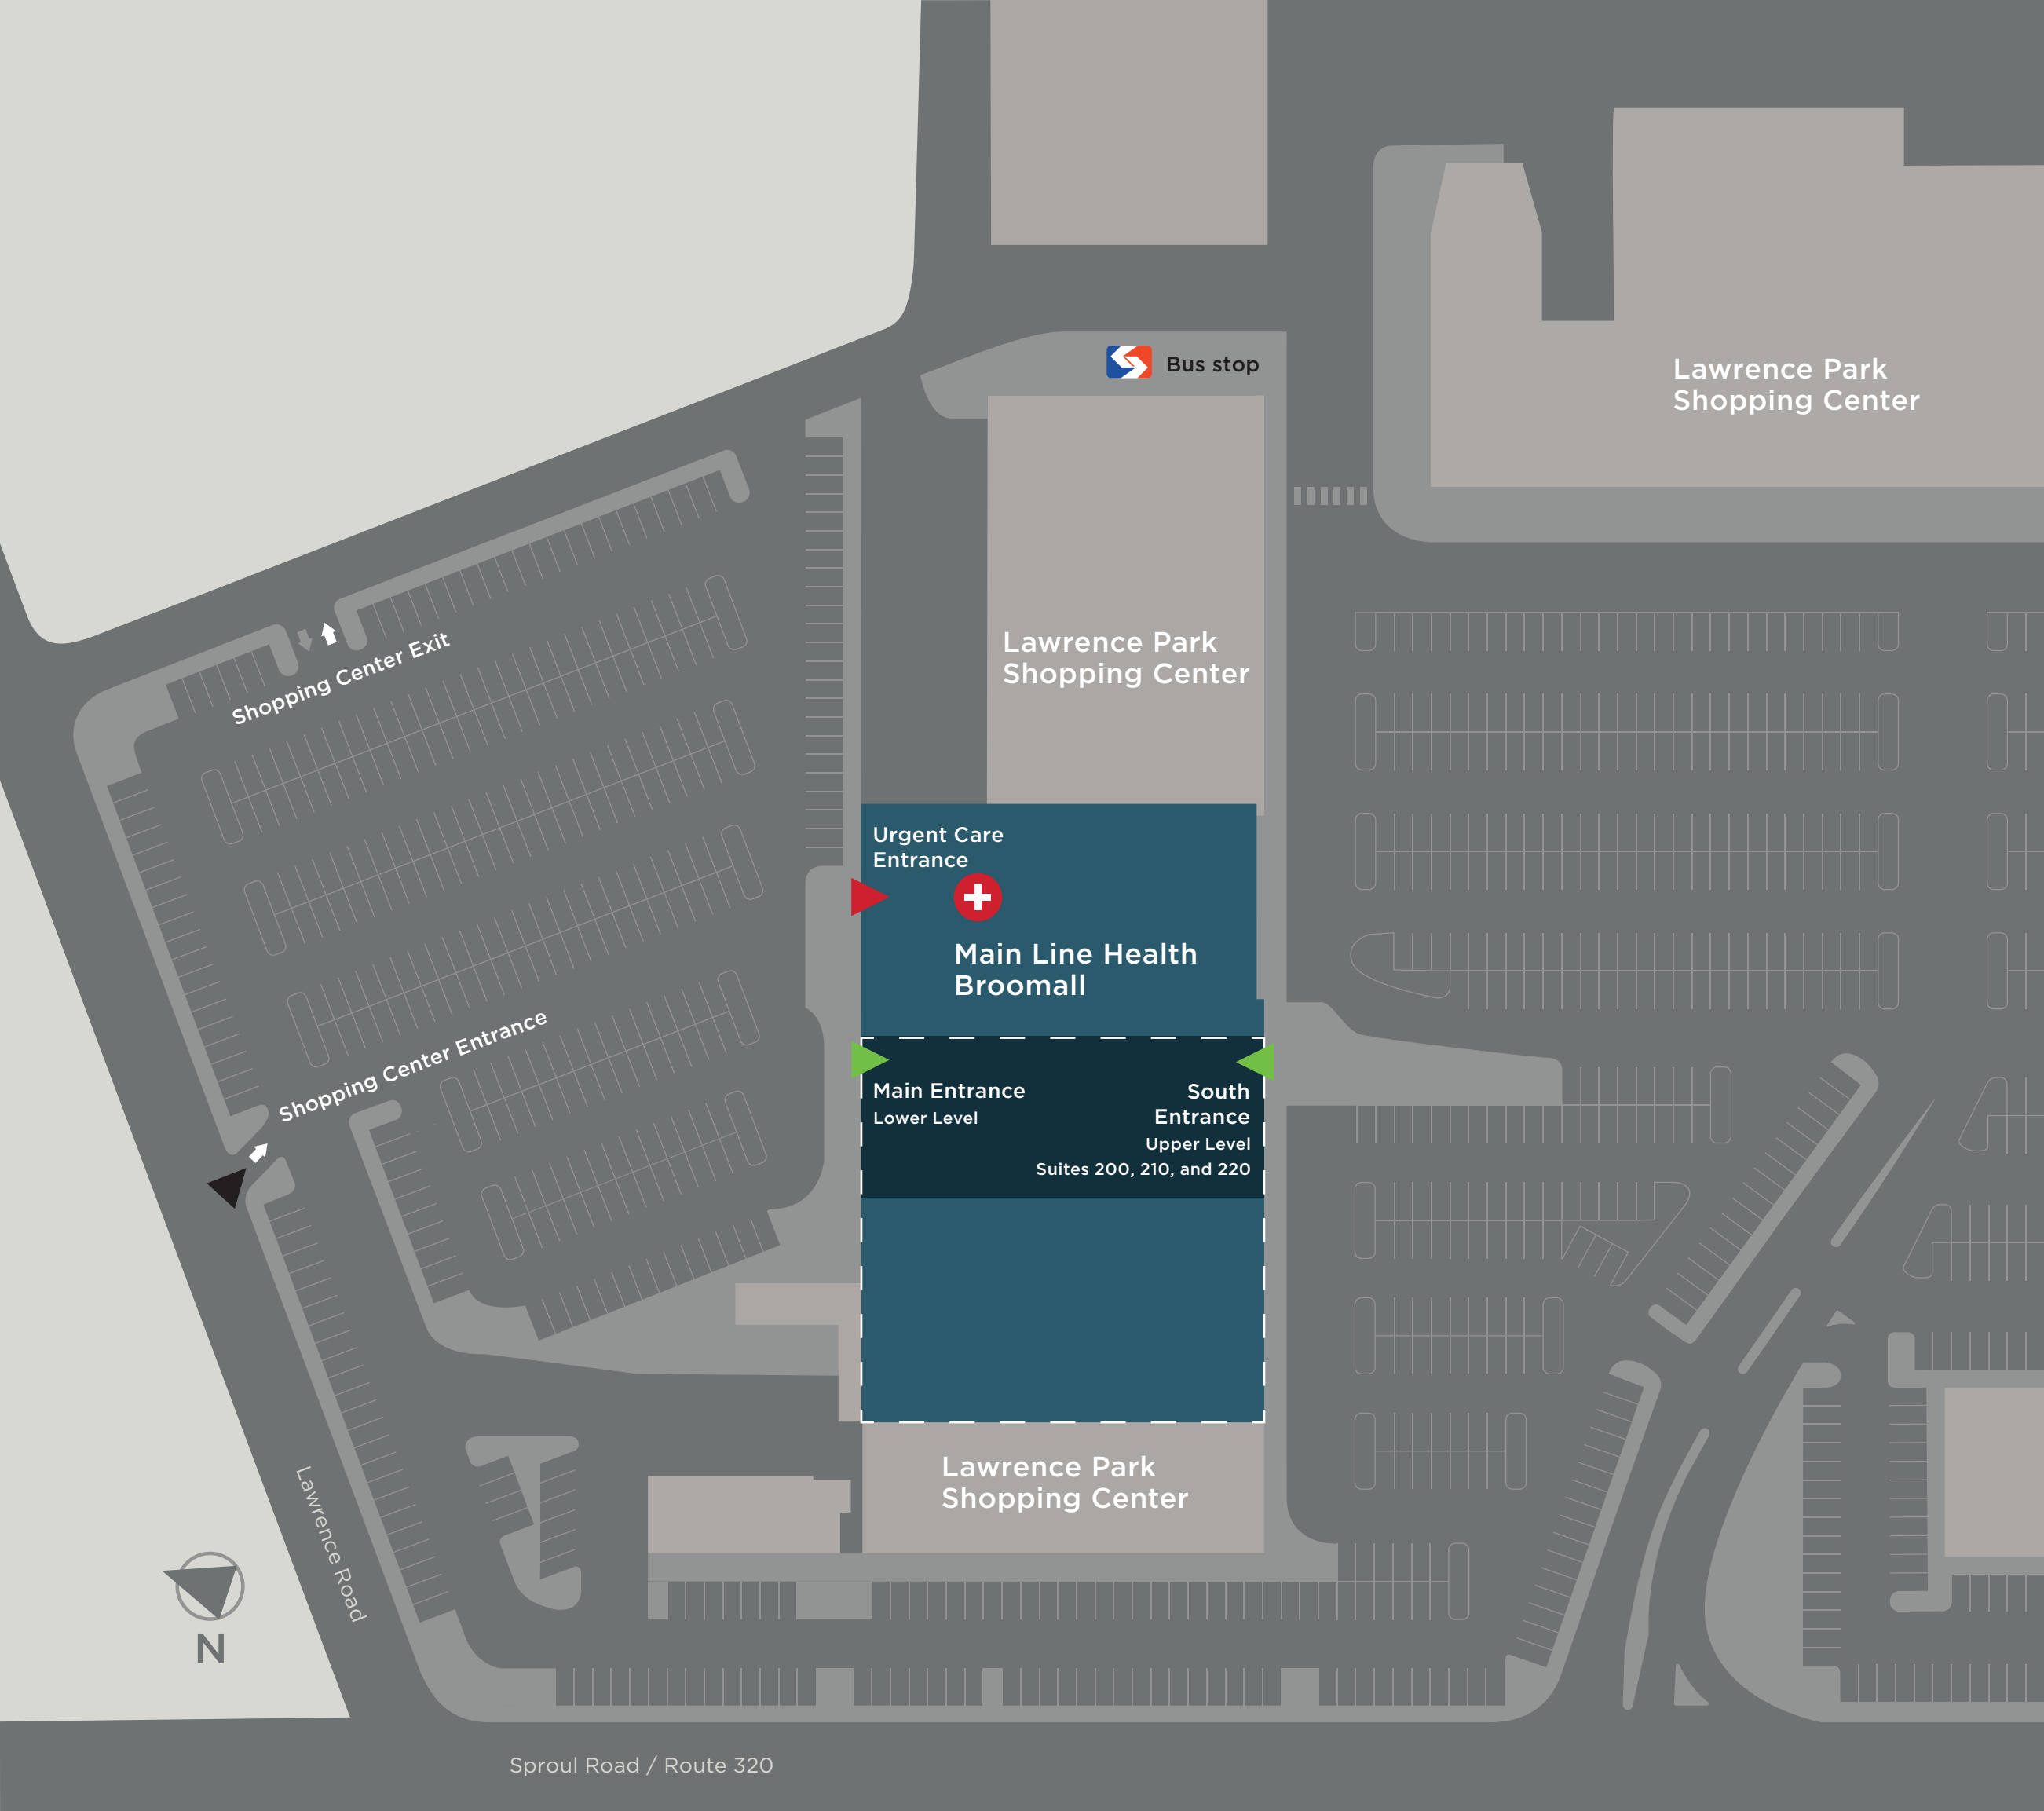 Bus stop
Lawrence Park
Shopping Center
Lawrence Park
Shopping Center
Shopping Center Exit
Urgent Care
Entrance
Main Line Health
Broomall
Shopping Center Entrance
Main Entrance
Lower Level
South
Entrance
Upper Level
Suites 200, 210, and 220
Lawrence Park
Shopping Center
Lawrence Road
N
Sproul Road / Route 320